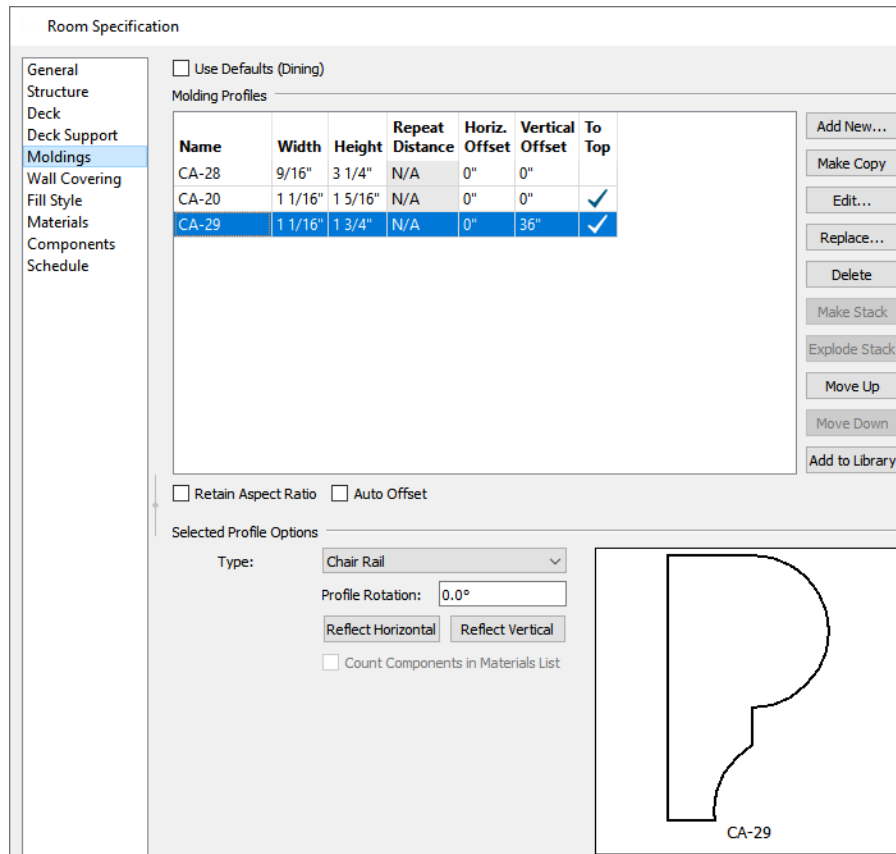 Room Specification
General
Structure
Deck
Deck Support
Moldings
Wall Covering
Fill Style
Materials
Components
Schedule
Use Defaults (Dining)
Molding Profiles
Name Width Height Repeat Distance Horiz. Offset Vertical Offset To Top
CA-28 9/16" 3 1/4" N/A 0" 0"
CA-20 1 1/16" 1 5/16" N/A 0" 0"
CA-29 1 1/16" 1 3/4" N/A 0" 36"
Add New...
Make Copy
Edit...
Replace...
Delete
Make Stack
Explode Stack
Move Up
Move Down
Add to Library
Retain Aspect Ratio Auto Offset
Selected Profile Options
Type: Chair Rail
Profile Rotation: 0.0°
Reflect Horizontal Reflect Vertical
Count Components in Materials List
CA-29